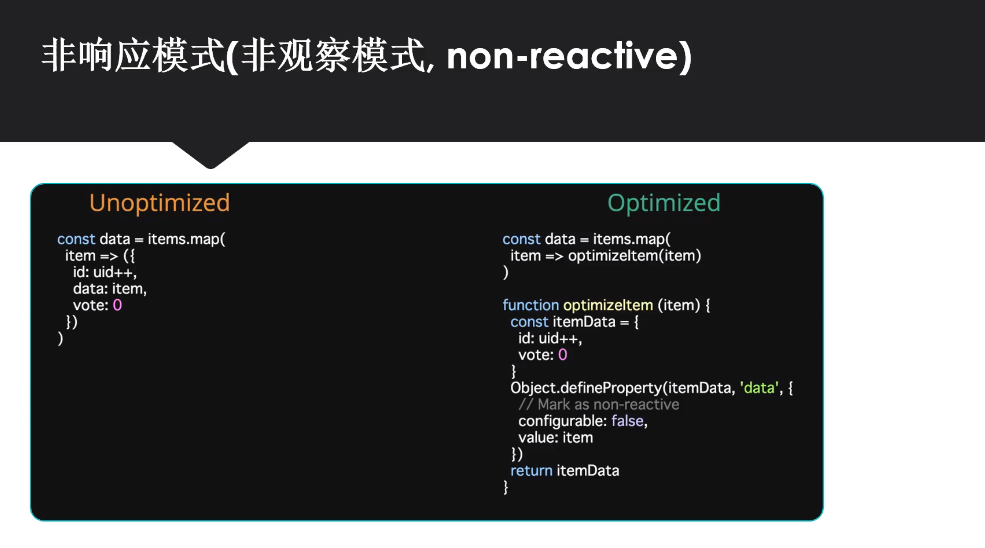 非响应模式(非观察模式, non-reactive)
Unoptimized
const data = items.map(
item => ({
id: uid++,
data: item,
vote: 0
})
)
Optimized
const data = items.map(
item => optimizeItem(item)
)
function optimizeItem (item) {
const itemData = {
id: uid++,
vote: 0
}
Object.defineProperty(itemData, 'data', {
// Mark as non-reactive
configurable: false,
value: item
})
return itemData
}